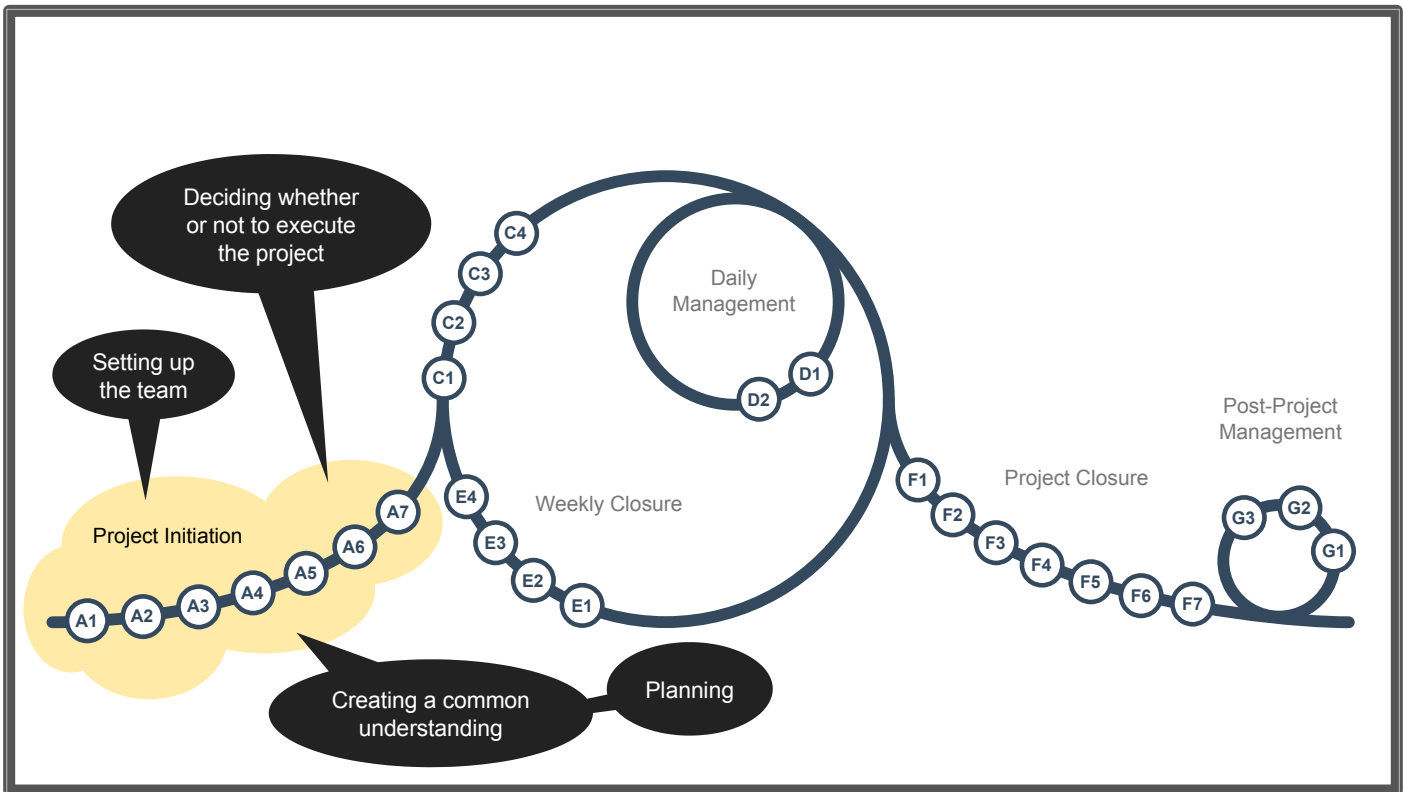 Deciding whether
or not to execute
the project
Setting up
the team
Project Initiation
A1
A2
A3
A4
A5
A6
A7
Creating a common
understanding
Planning
C1
C2
C3
C4
Daily
Management
D1
D2
Weekly Closure
E1
E2
E3
E4
Project Closure
F1
F2
F3
F4
F5
F6
F7
Post-Project
Management
G1
G2
G3